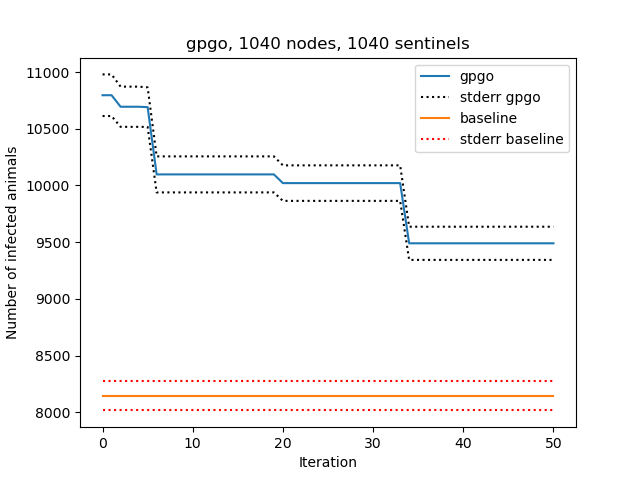 gpgo, 1040 nodes, 1040 sentinels
Number of infected animals
11000
10500
10000
9500
9000
8500
8000
gpgo
stderr gpgo
baseline
stderr baseline
0 10 20 30 40 50
Iteration